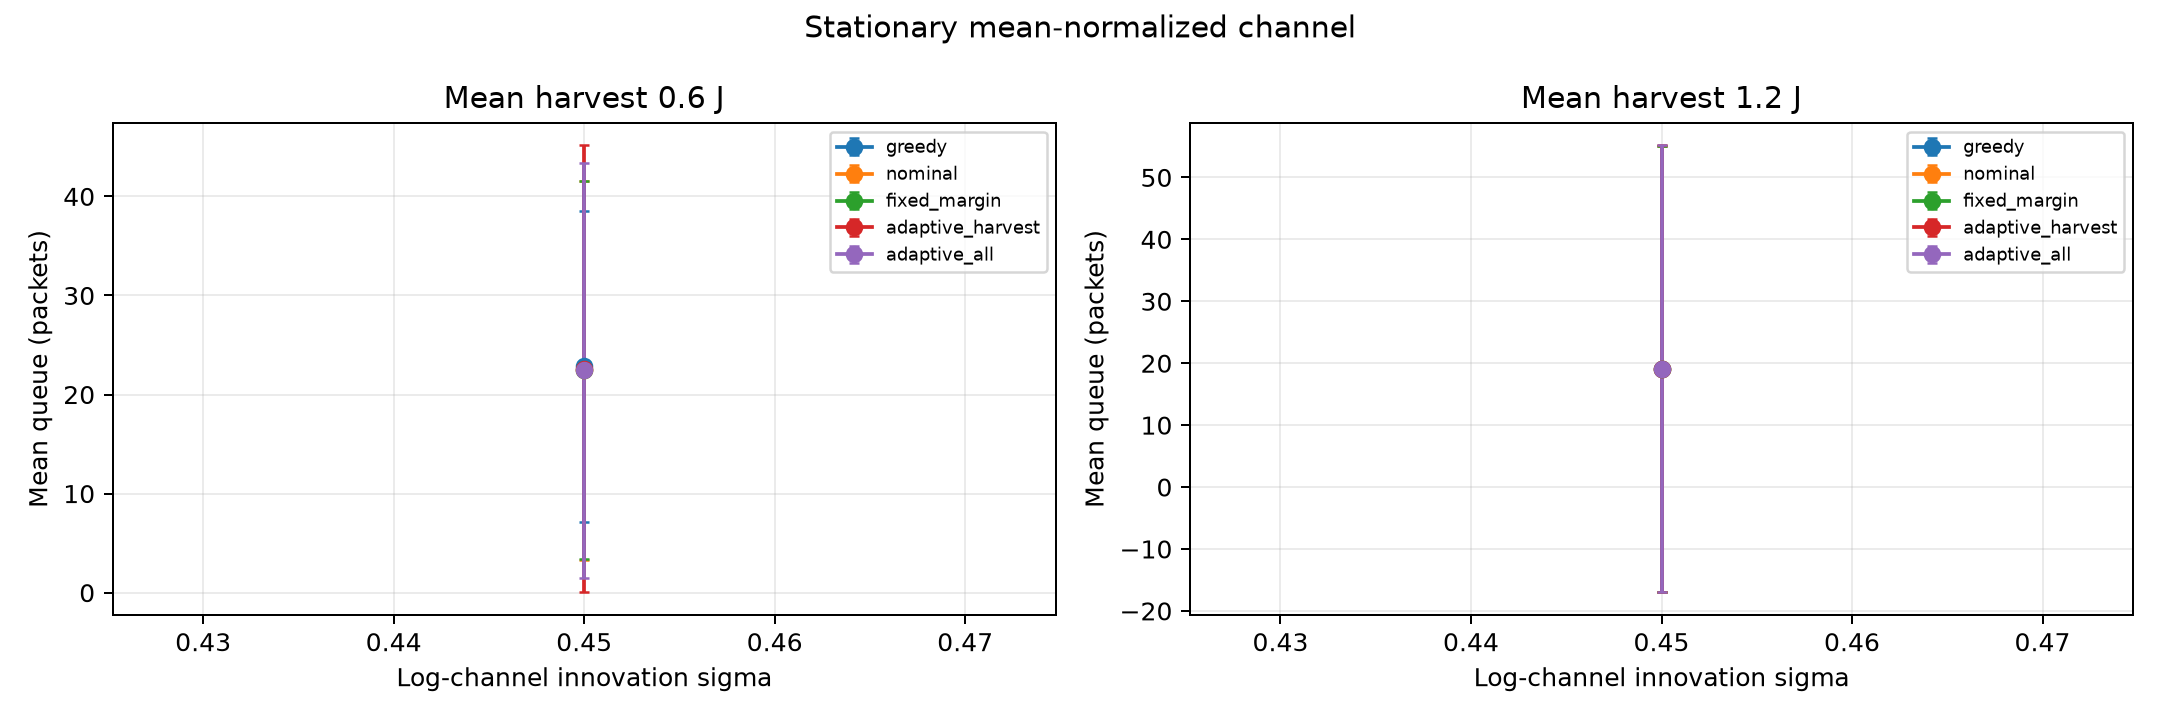 Stationary mean-normalized channel
Mean harvest 0.6 J
Mean queue (packets)
40
30
20
10
0
greedy
nominal
fixed_margin
adaptive_harvest
adaptive_all
0.43 0.44 0.45 0.46 0.47
Log-channel innovation sigma
Mean harvest 1.2 J
Mean queue (packets)
50
40
30
20
10
0
−10
−20
greedy
nominal
fixed_margin
adaptive_harvest
adaptive_all
0.43 0.44 0.45 0.46 0.47
Log-channel innovation sigma